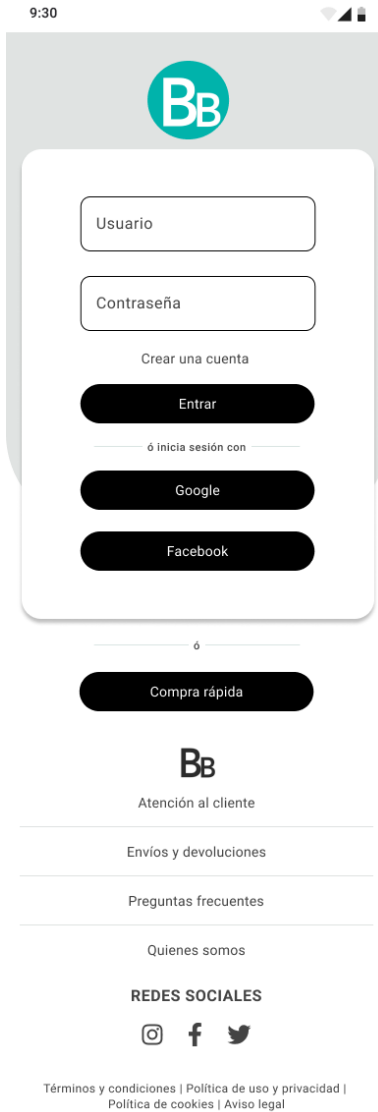 9:30
BB
Usuario
Contraseña
Crear una cuenta
Entrar
ó inicia sesión con
Google
Facebook
ó
Compra rápida
BB
Atención al cliente
Envíos y devoluciones
Preguntas frecuentes
Quienes somos
REDES SOCIALES
Términos y condiciones | Política de uso y privacidad |
Política de cookies | Aviso legal